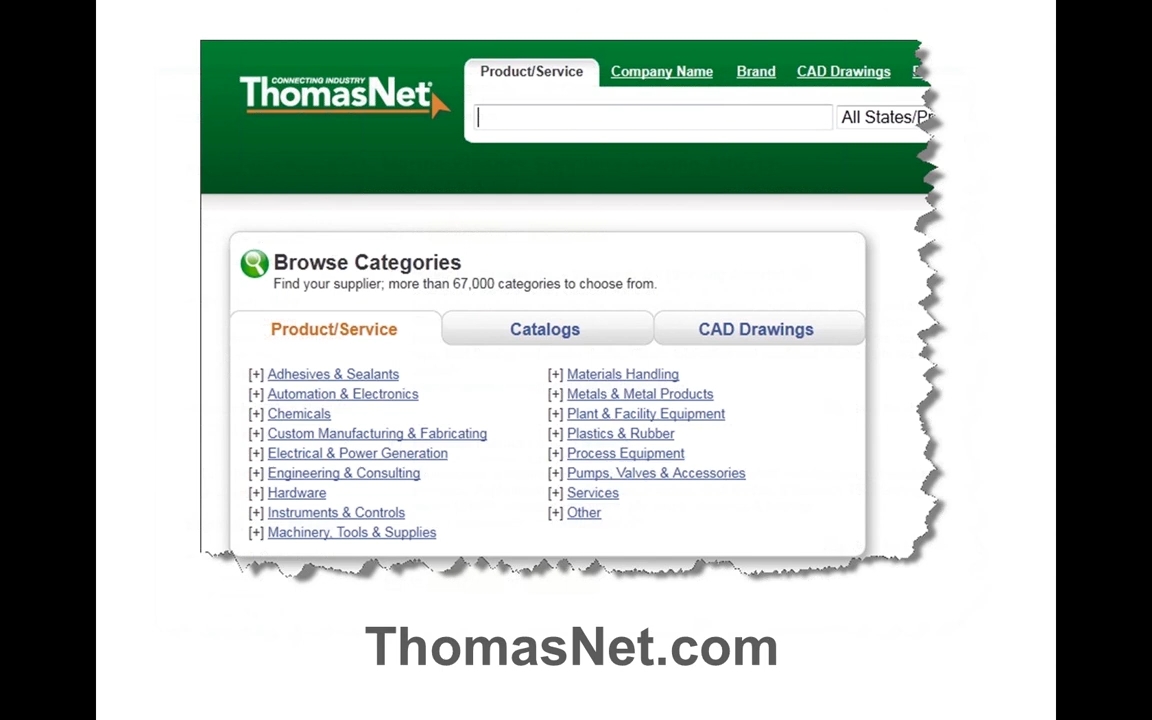 CONNECTING INDUSTRY
ThomasNet®
Product/Service
Company Name
Brand
CAD Drawings
All States/Pr
Browse Categories
Find your supplier; more than 67,000 categories to choose from.
Product/Service
Catalogs
CAD Drawings
[+] Adhesives & Sealants
[+] Automation & Electronics
[+] Chemicals
[+] Custom Manufacturing & Fabricating
[+] Electrical & Power Generation
[+] Engineering & Consulting
[+] Hardware
[+] Instruments & Controls
[+] Machinery, Tools & Supplies
[+] Materials Handling
[+] Metals & Metal Products
[+] Plant & Facility Equipment
[+] Plastics & Rubber
[+] Process Equipment
[+] Pumps, Valves & Accessories
[+] Services
[+] Other
ThomasNet.com